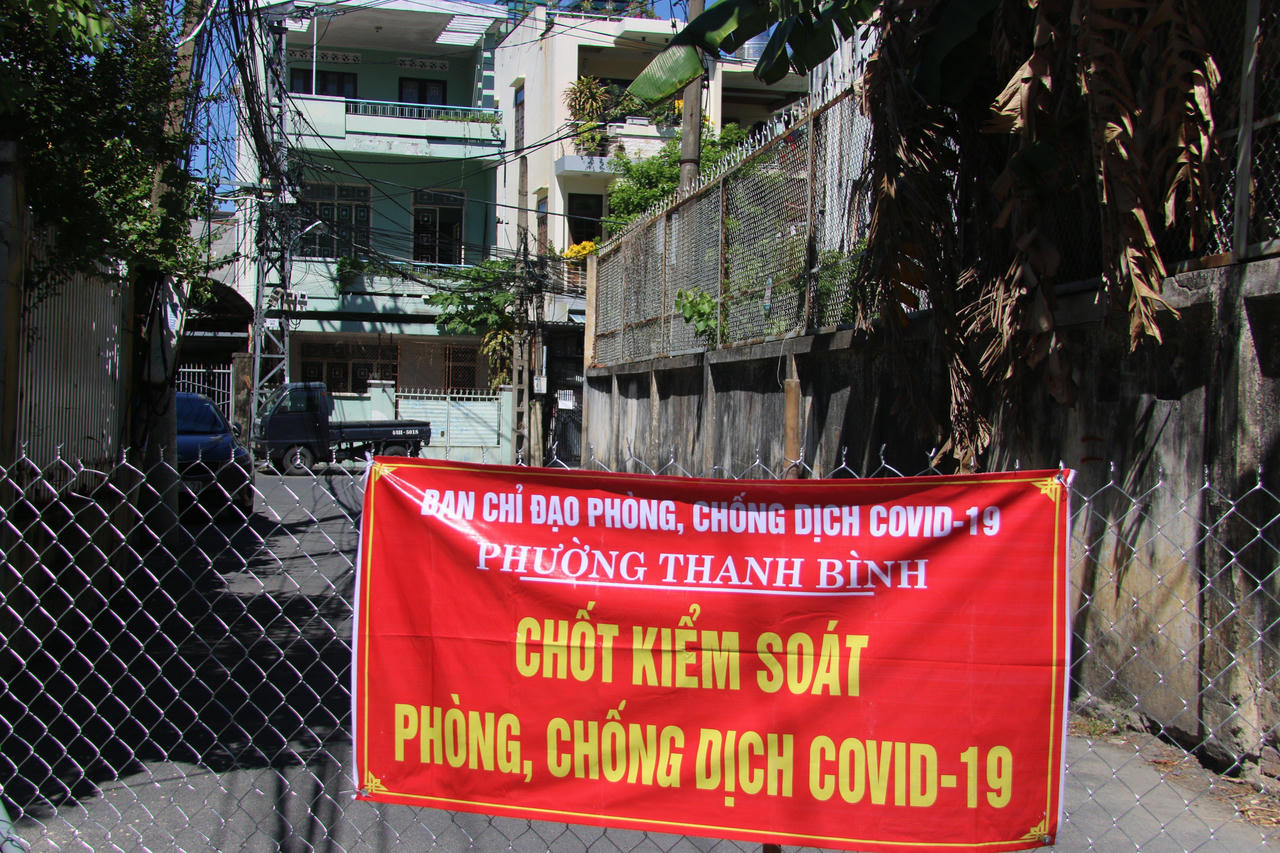 BAN CHỈ ĐẠO PHÒNG, CHỐNG DỊCH COVID-19
PHƯỜNG THANH BÌNH
CHỐT KIỂM SOÁT
PHÒNG, CHỐNG DỊCH COVID-19